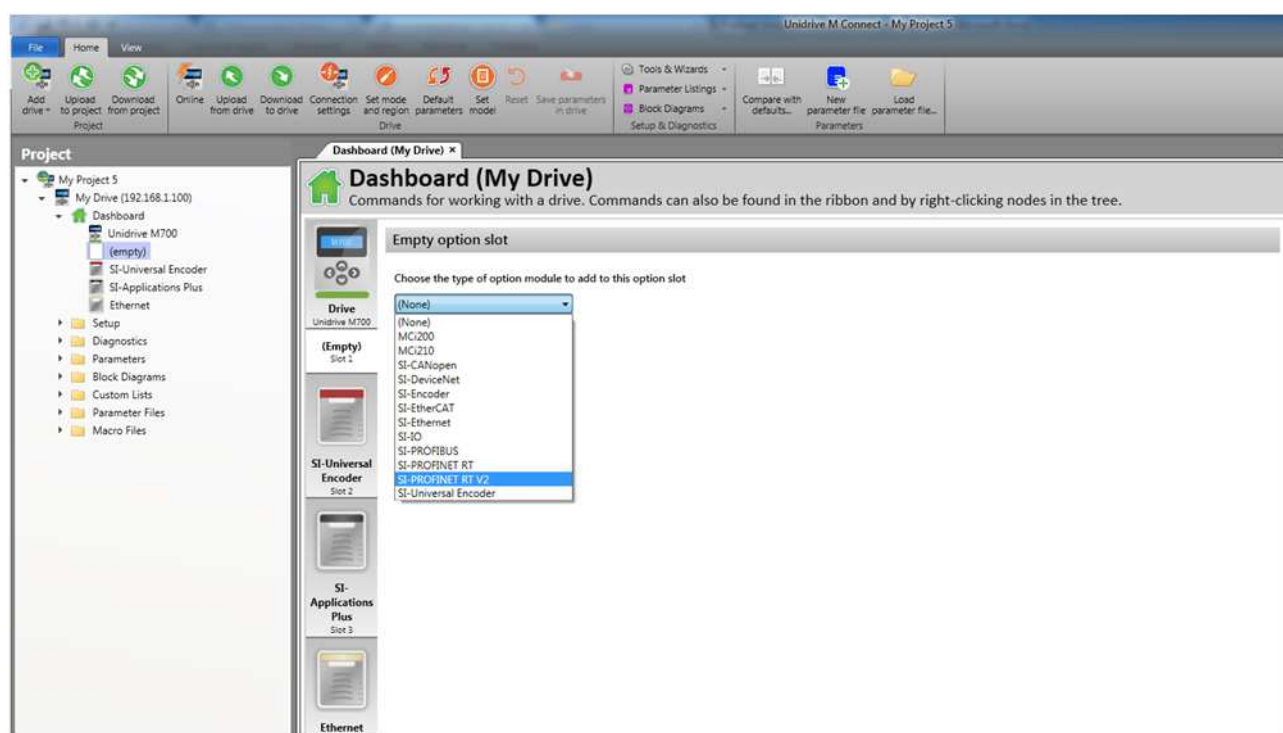 Unidrive M Connect - My Project 5
File Home View
Add drive Upload to project Download from project Online Upload from drive Download to drive Connection settings Set mode and region Default parameters Set model Reset Save parameters in drive Tools & Wizards Parameter Listings Block Diagrams Compare with defaults... New parameter file Load parameter file...
Project Drive Setup & Diagnostics Parameters
Project
My Project 5
My Drive (192.168.1.100)
Dashboard
Unidrive M700
(empty)
SI-Universal Encoder
SI-Applications Plus
Ethernet
Setup
Diagnostics
Parameters
Block Diagrams
Custom Lists
Parameter Files
Macro Files
Dashboard (My Drive) ×
Dashboard (My Drive)
Commands for working with a drive. Commands can also be found in the ribbon and by right-clicking nodes in the tree.
Drive
Unidrive M700
(Empty)
Slot 1
SI-Universal
Encoder
Slot 2
SI-
Applications
Plus
Slot 3
Ethernet
Empty option slot
Choose the type of option module to add to this option slot
(None)
(None)
MCi200
MCi210
SI-CANopen
SI-DeviceNet
SI-Encoder
SI-EtherCAT
SI-Ethernet
SI-IO
SI-PROFIBUS
SI-PROFINET RT
SI-PROFINET RT V2
SI-Universal Encoder